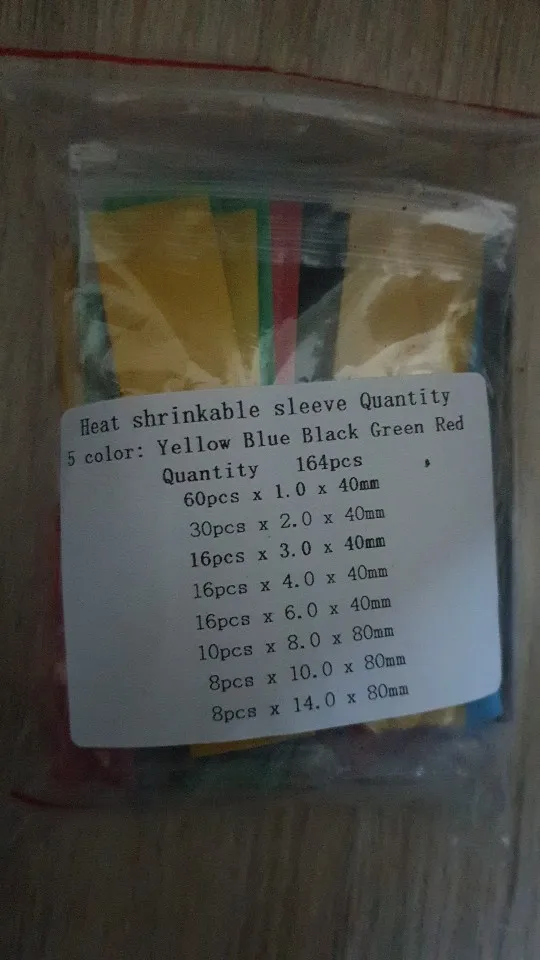 Heat shrinkable sleeve Quantity
5 color: Yellow Blue Black Green Red
Quantity 164pcs
60pcs x 1.0 x 40mm
30pcs x 2.0 x 40mm
16pcs x 3.0 x 40mm
16pcs x 4.0 x 40mm
16pcs x 6.0 x 40mm
10pcs x 8.0 x 80mm
8pcs x 10.0 x 80mm
8pcs x 14.0 x 80mm